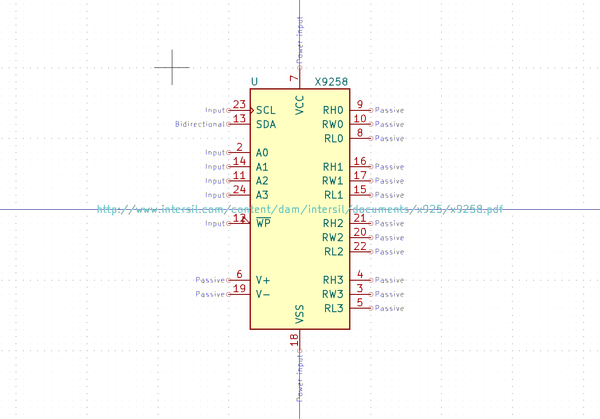 Power input
7
U X9258
VCC
Input 23 SCL RH0 9 Passive
Bidirectional 13 SDA RW0 10 Passive
RL0 8 Passive
Input 2 A0
Input 14 A1 RH1 16 Passive
Input 11 A2 RW1 17 Passive
Input 24 A3 RL1 15 Passive
http://www.intersil.com/content/dam/intersil/documents/x925/x9258.pdf
Input 12 WP RH2 21 Passive
RW2 20 Passive
RL2 22 Passive
Passive 6 V+ RH3 4 Passive
Passive 19 V- RW3 3 Passive
RL3 5 Passive
VSS
18
Power input